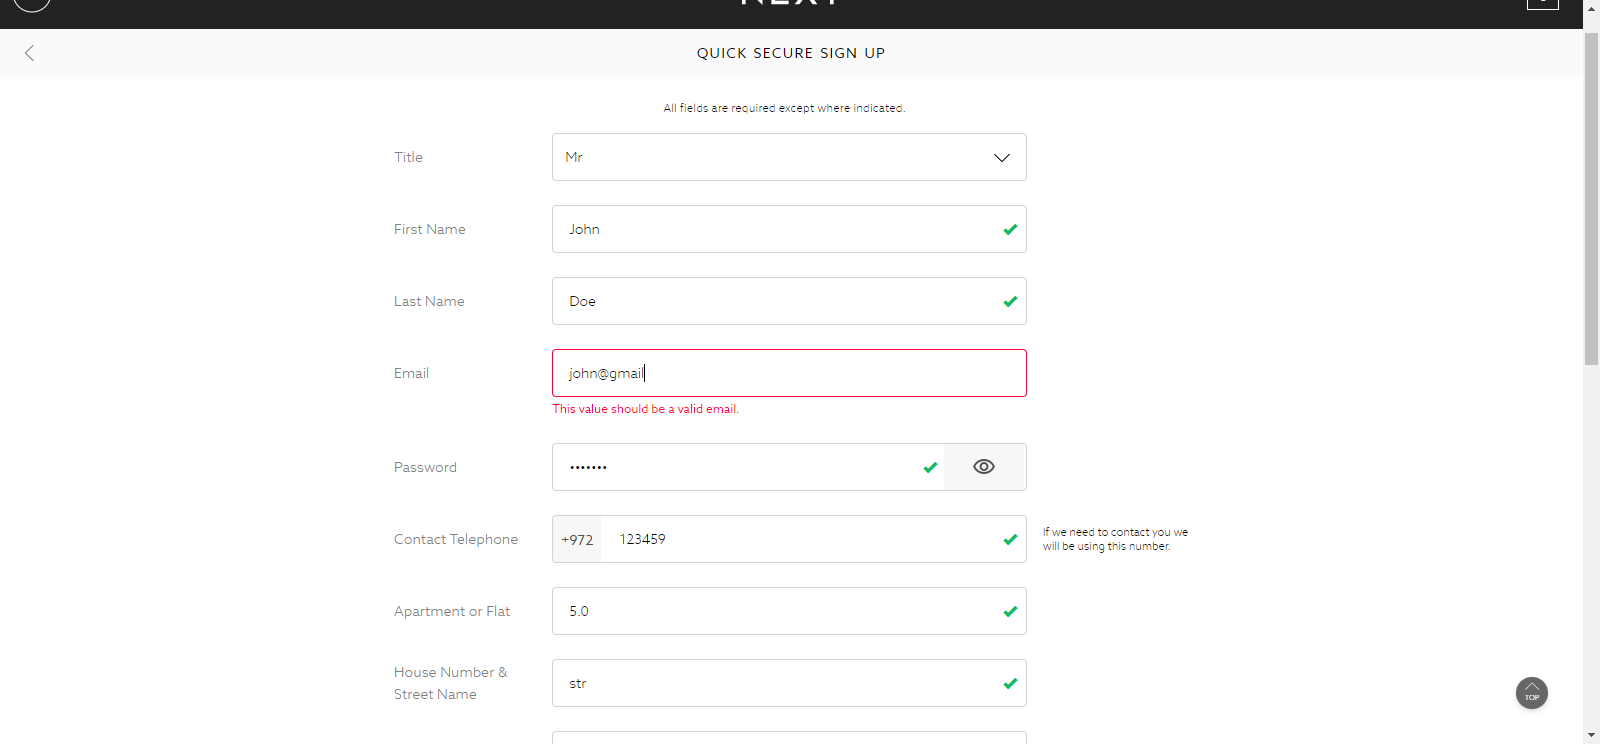 NEXT
QUICK SECURE SIGN UP
All fields are required except where indicated.
Title
Mr
First Name
John
Last Name
Doe
Email
john@gmail
This value should be a valid email.
Password
•••••••
Contact Telephone
+972
123459
If we need to contact you we
will be using this number.
Apartment or Flat
5.0
House Number &
Street Name
str
TOP